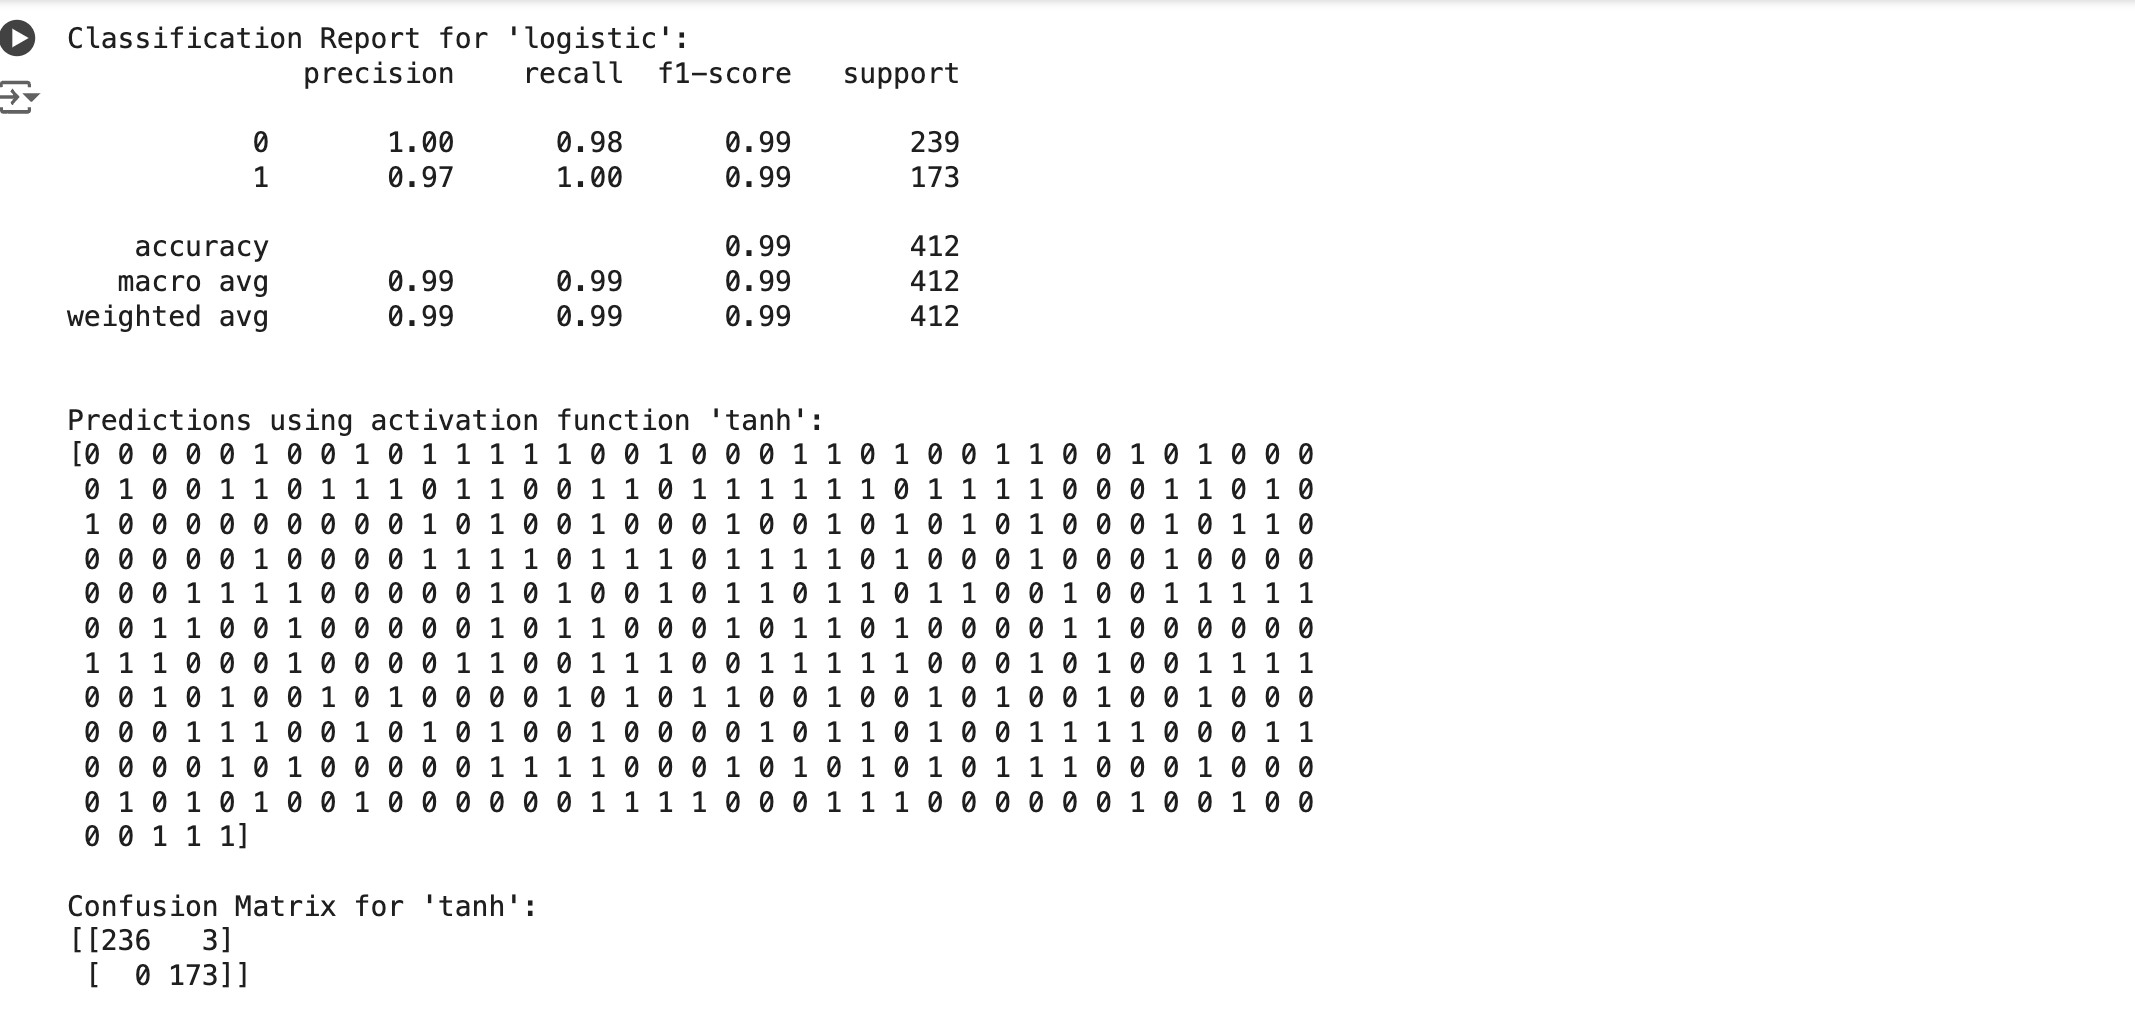 Classification Report for 'logistic':
              precision    recall  f1-score   support

           0       1.00      0.98      0.99       239
           1       0.97      1.00      0.99       173

    accuracy                           0.99       412
   macro avg       0.99      0.99      0.99       412
weighted avg       0.99      0.99      0.99       412


Predictions using activation function 'tanh':
[0 0 0 0 0 1 0 0 1 0 1 1 1 1 1 0 0 1 0 0 0 1 1 0 1 0 0 1 1 0 0 1 0 1 0 0 0
 0 1 0 0 1 1 0 1 1 1 0 1 1 0 0 1 1 0 1 1 1 1 1 1 0 1 1 1 1 0 0 0 1 1 0 1 0
 1 0 0 0 0 0 0 0 0 0 1 0 1 0 0 1 0 0 0 1 0 0 1 0 1 0 1 0 1 0 0 0 1 0 1 1 0
 0 0 0 0 0 1 0 0 0 0 1 1 1 1 0 1 1 1 0 1 1 1 1 0 1 0 0 0 1 0 0 0 1 0 0 0 0
 0 0 0 1 1 1 1 0 0 0 0 0 1 0 1 0 0 1 0 1 1 0 1 1 0 1 1 0 0 1 0 0 1 1 1 1 1
 0 0 1 1 0 0 1 0 0 0 0 0 1 0 1 1 0 0 0 1 0 1 1 0 1 0 0 0 0 1 1 0 0 0 0 0 0
 1 1 1 0 0 0 1 0 0 0 0 1 1 0 0 1 1 1 0 0 1 1 1 1 1 0 0 0 1 0 1 0 0 1 1 1 1
 0 0 1 0 1 0 0 1 0 1 0 0 0 0 1 0 1 0 1 1 0 0 1 0 0 1 0 1 0 0 1 0 0 1 0 0 0
 0 0 0 1 1 1 0 0 1 0 1 0 1 0 0 1 0 0 0 0 1 0 1 1 0 1 0 0 1 1 1 1 0 0 0 1 1
 0 0 0 0 1 0 1 0 0 0 0 0 1 1 1 1 0 0 0 1 0 1 0 1 0 1 0 1 1 1 0 0 0 1 0 0 0
 0 1 0 1 0 1 0 0 1 0 0 0 0 0 0 1 1 1 1 0 0 0 1 1 1 0 0 0 0 0 0 1 0 0 1 0 0
 0 0 1 1 1]

Confusion Matrix for 'tanh':
[[236   3]
 [  0 173]]